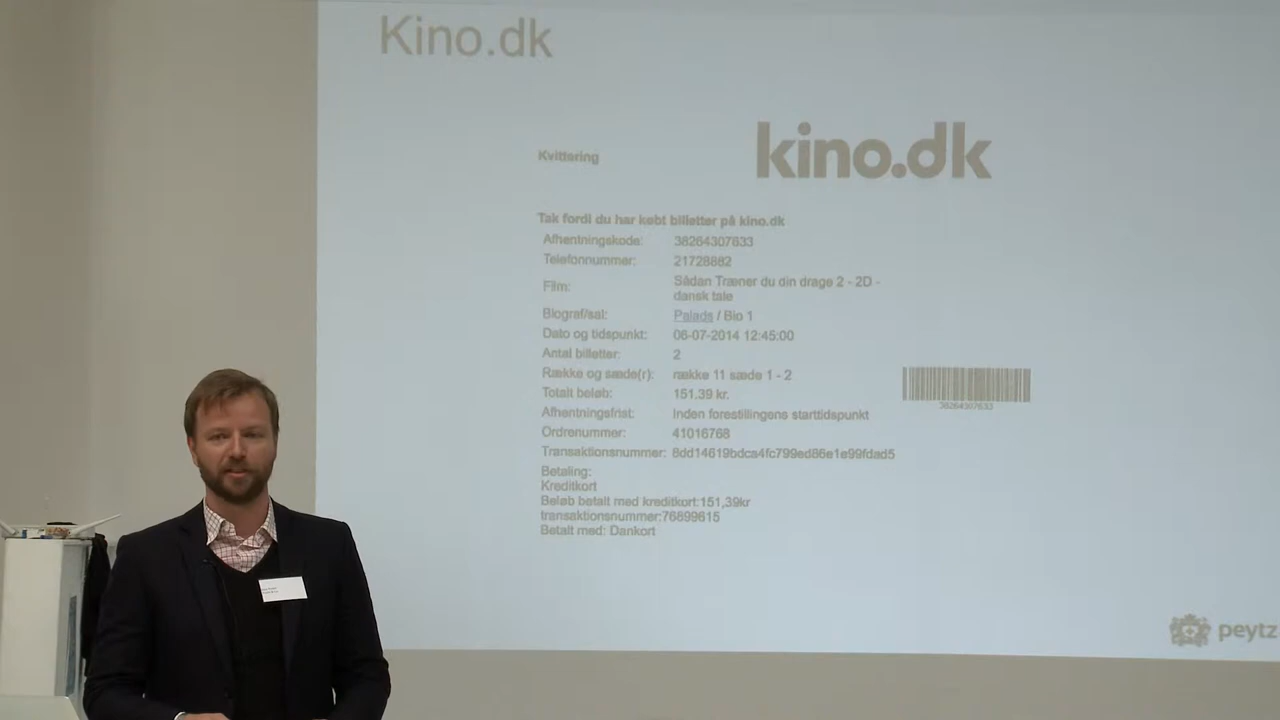 Kino.dk
kino.dk
Kvittering
Tak fordi du har købt billetter på kino.dk
Afhentningskode: 38264307633
Telefonnummer: 21728882
Film: Sådan Træner du din drage 2 - 2D -
dansk tale
Biograf/sal: Palads / Bio 1
Dato og tidspunkt: 06-07-2014 12:45:00
Antal billetter: 2
Række og sæde(r): række 11 sæde 1 - 2
Totalt beløb: 151.39 kr.
Afhentningsfrist: Inden forestillingens starttidspunkt
Ordrenummer: 41016768
Transaktionsnummer: 8dd14619bdca4fc799ed86e1e99fdad5
Betaling:
Kreditkort
Beløb betalt med kreditkort:151,39kr
transaktionsnummer:76899615
Betalt med: Dankort
38264307633
peytz